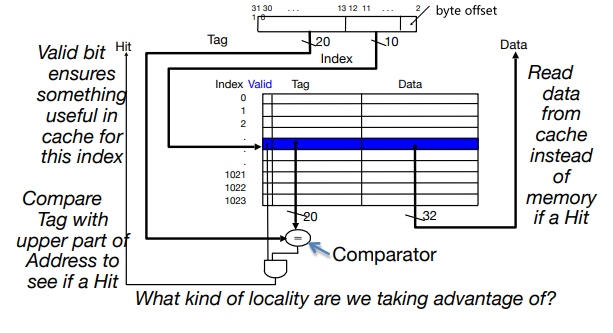 31 30 . . . 13 12 11 . . . 2 1 0
byte offset
Tag
20
10
Index
Hit
Data
Valid bit
ensures
something
useful in
cache for
this index
Index Valid Tag Data
0
1
2
.
.
.
1021
1022
1023
20
32
Read
data
from
cache
instead
of
memory
if a Hit
Compare
Tag with
upper part of
Address to
see if a Hit
=
Comparator
What kind of locality are we taking advantage of?